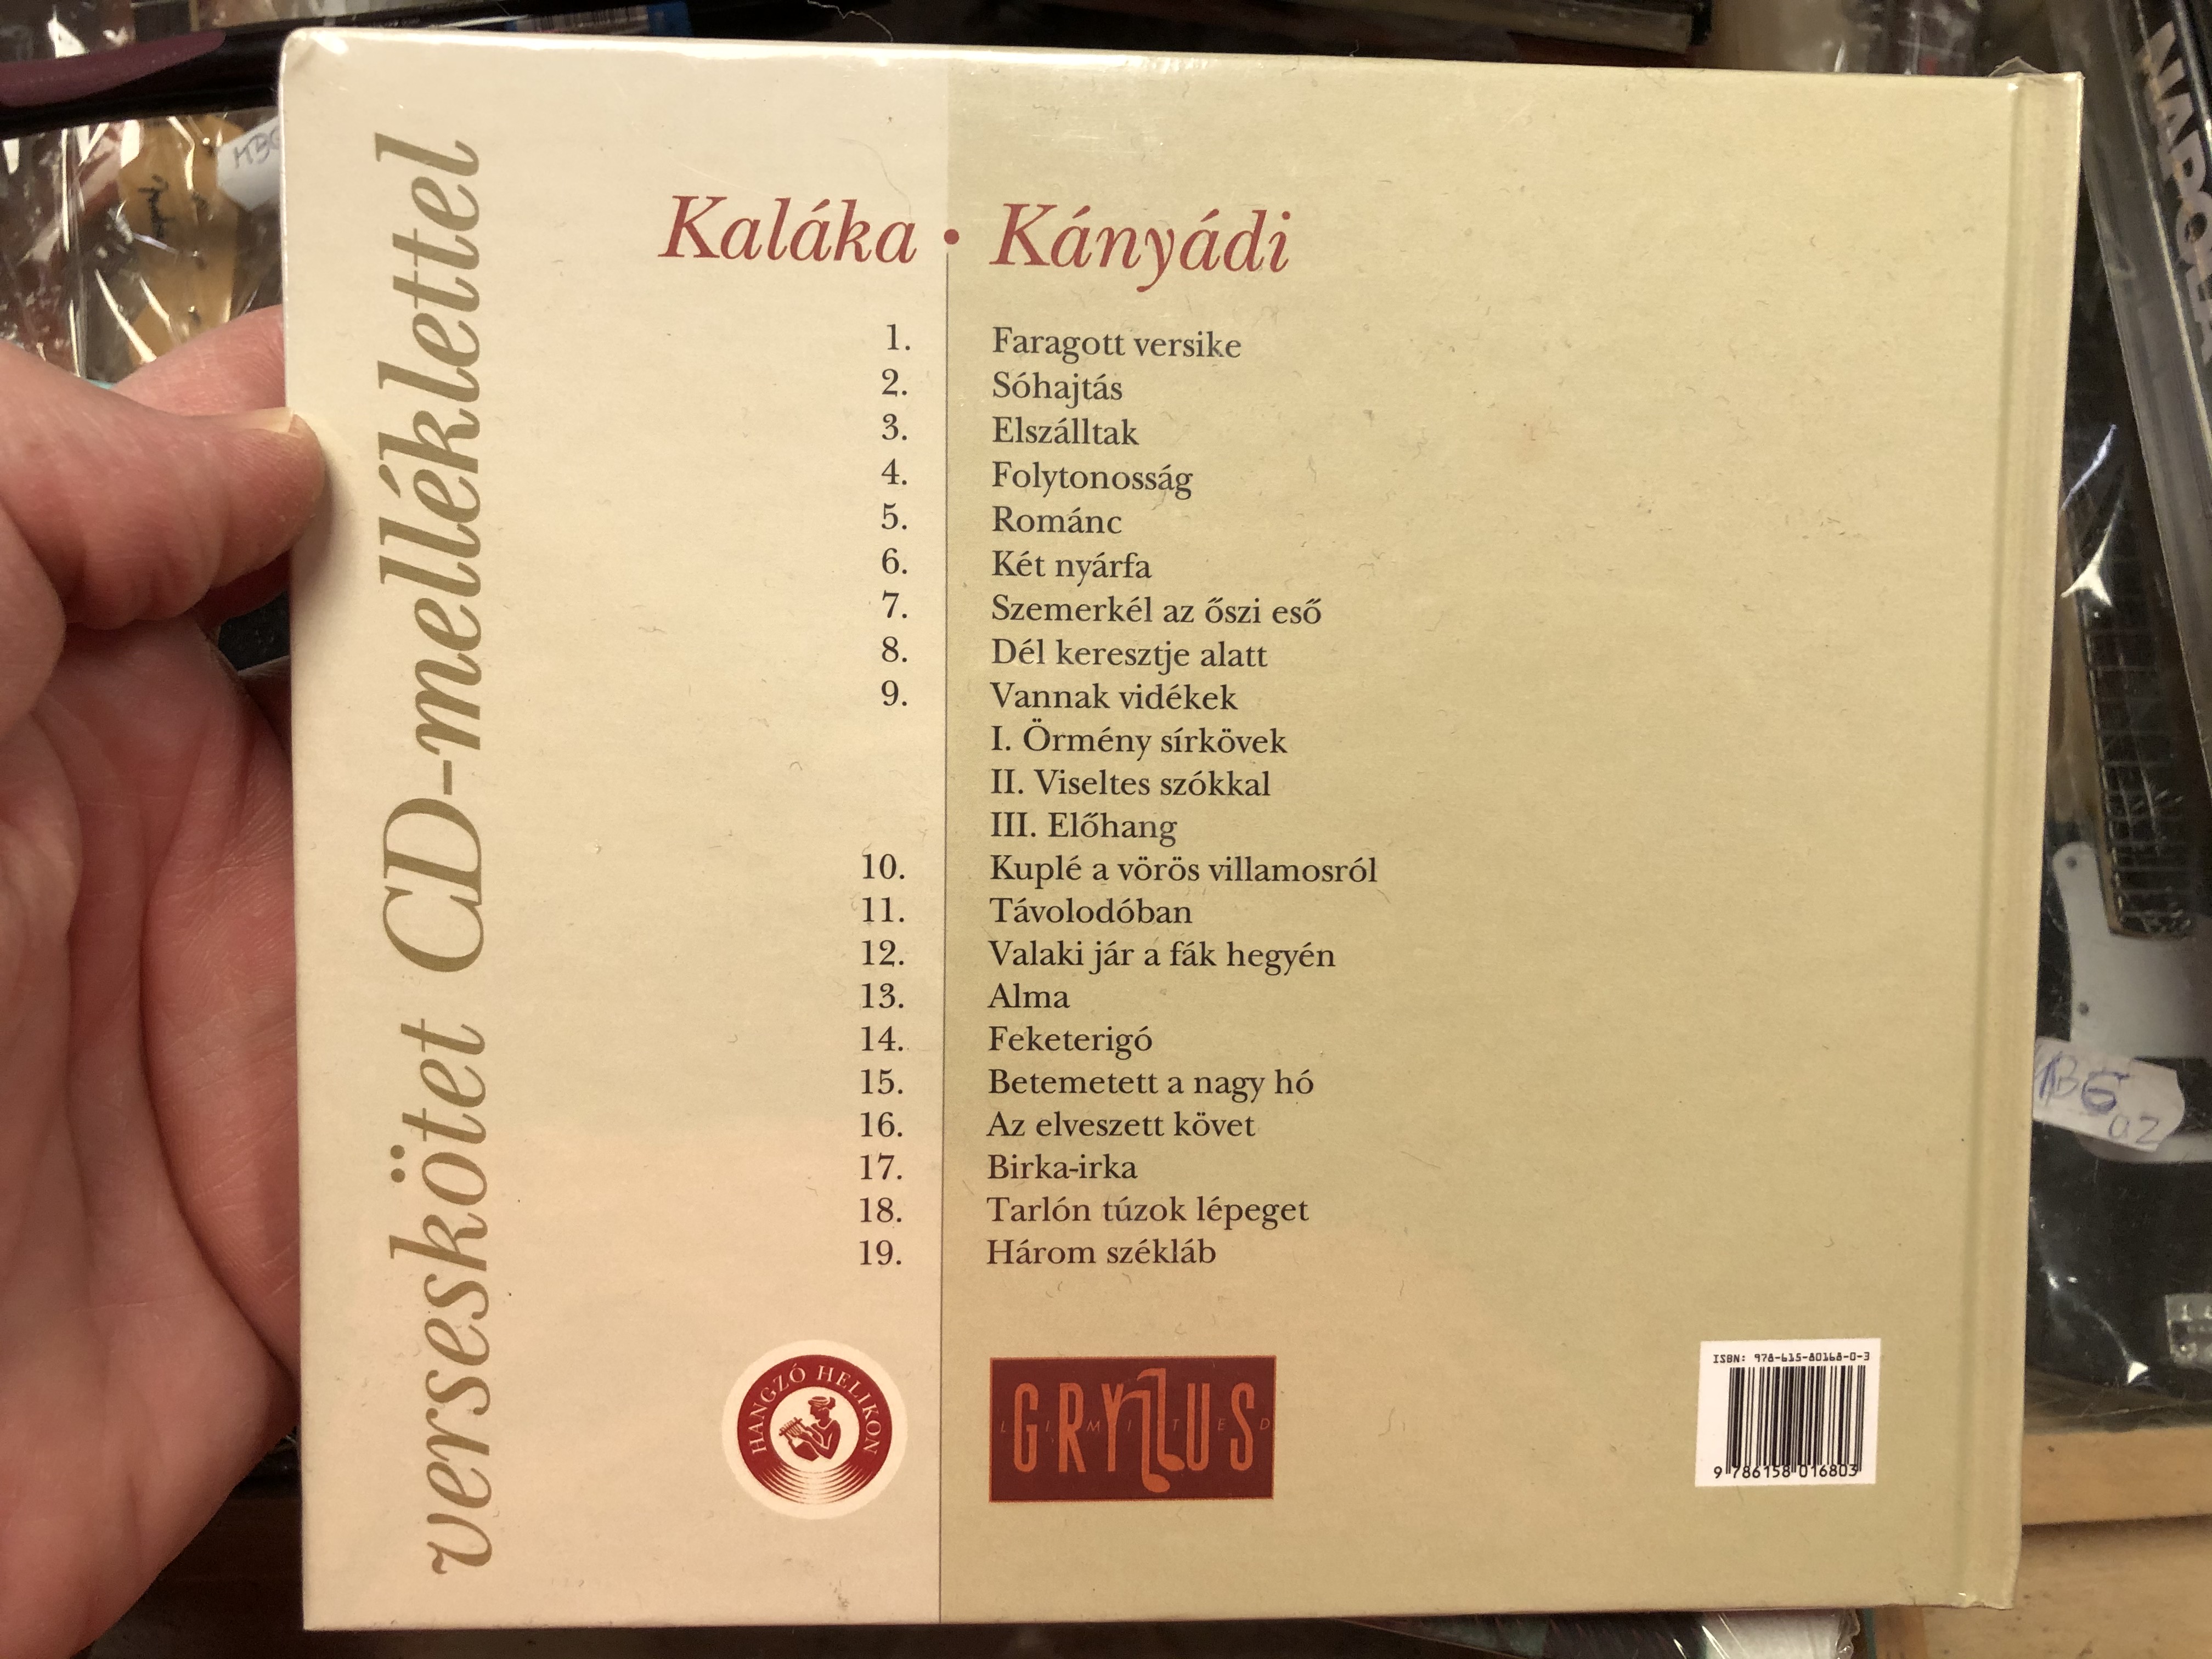 verseskötet CD-melléklettel
Kaláka • Kányádi
1. Faragott versike
2. Sóhajtás
3. Elszálltak
4. Folytonosság
5. Románc
6. Két nyárfa
7. Szemerkél az őszi eső
8. Dél keresztje alatt
9. Vannak vidékek
I. Örmény sírkövek
II. Viseltes szókkal
III. Előhang
10. Kuplé a vörös villamosról
11. Távolodóban
12. Valaki jár a fák hegyén
13. Alma
14. Feketerigó
15. Betemetett a nagy hó
16. Az elveszett követ
17. Birka-irka
18. Tarlón túzok lépeget
19. Három székláb
HANGZÓ HELIKON
GRYLLUS
LIMITED
ISBN: 978-615-80168-0-3
9 786158 016803